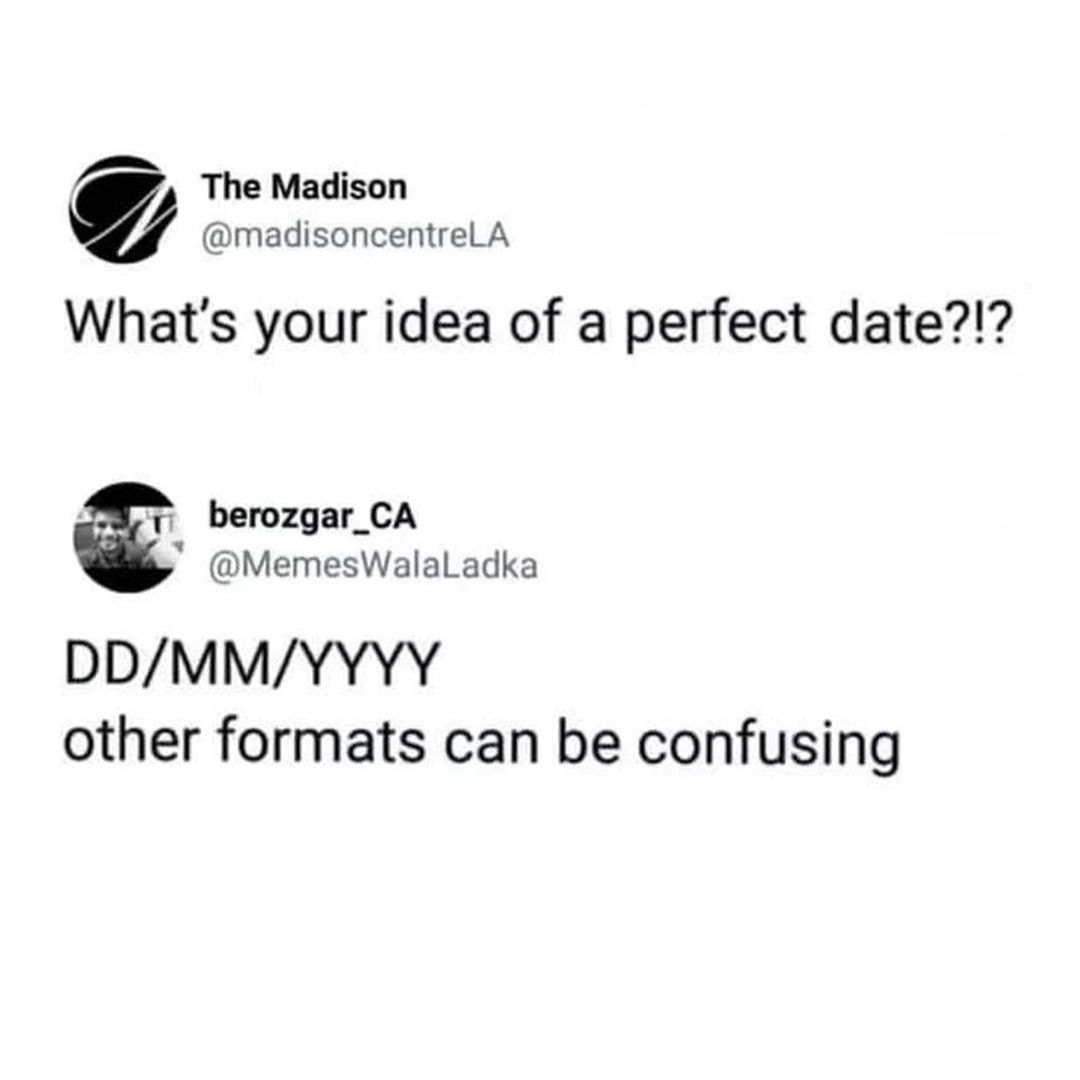 The Madison
@madisoncentreLA
What's your idea of a perfect date?!?
berozgar_CA
@MemesWalaLadka
DD/MM/YYYY
other formats can be confusing